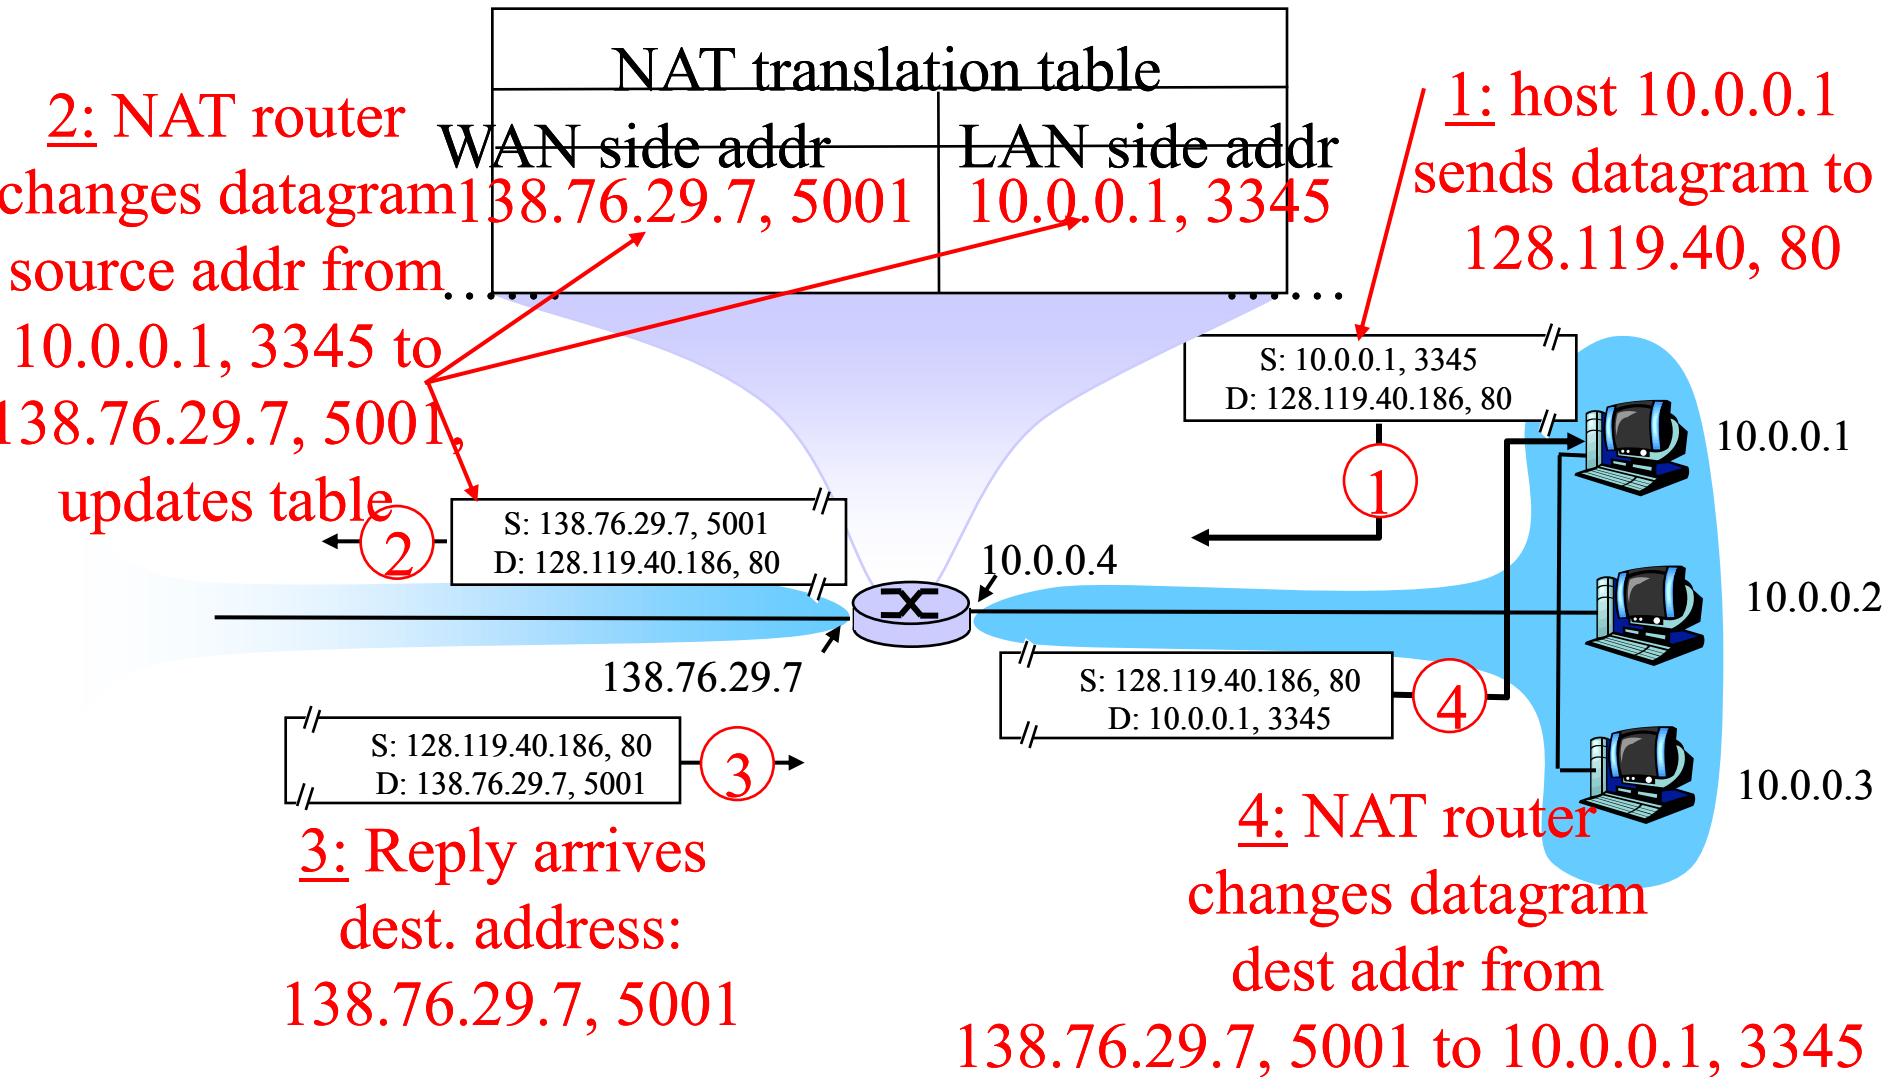 NAT translation table
WAN side addr LAN side addr
138.76.29.7, 5001 10.0.0.1, 3345
…… ……
2: NAT router
changes datagram
source addr from
10.0.0.1, 3345 to
138.76.29.7, 5001,
updates table
1: host 10.0.0.1
sends datagram to
128.119.40, 80
S: 10.0.0.1, 3345
D: 128.119.40.186, 80
1
10.0.0.1
S: 138.76.29.7, 5001
D: 128.119.40.186, 80
2
10.0.0.4
10.0.0.2
138.76.29.7
S: 128.119.40.186, 80
D: 10.0.0.1, 3345
4
S: 128.119.40.186, 80
D: 138.76.29.7, 5001
3
10.0.0.3
3: Reply arrives
dest. address:
138.76.29.7, 5001
4: NAT router
changes datagram
dest addr from
138.76.29.7, 5001 to 10.0.0.1, 3345